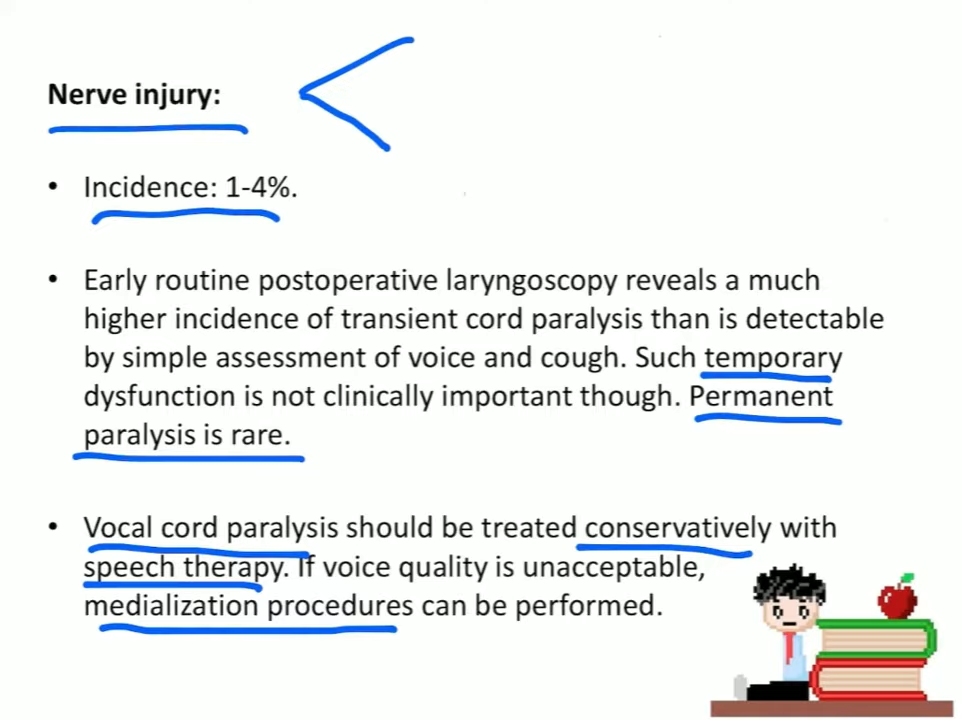 Nerve injury:
• Incidence: 1-4%.
• Early routine postoperative laryngoscopy reveals a much
higher incidence of transient cord paralysis than is detectable
by simple assessment of voice and cough. Such temporary
dysfunction is not clinically important though. Permanent
paralysis is rare.
• Vocal cord paralysis should be treated conservatively with
speech therapy. If voice quality is unacceptable,
medialization procedures can be performed.